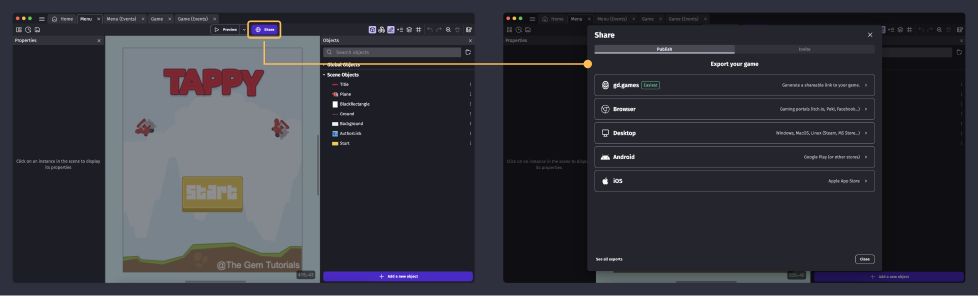 Home Menu × Menu (Events) × Game × Game (Events) ×
Preview Share
Properties ×
Click on an instance in the scene to display
its properties
TAPPY
Start
@The Gem Tutorials
Objects ×
Search objects
Global Objects
Scene Objects
Title
Plane
BlackRectangle
Ground
Background
AuthorLink
Start
+ Add a new object
Home Menu × Menu (Events) × Game × Game (Events) ×
Properties
Click on an instance in the scene to display
its properties
Share ×
Publish Invite
Export your game
gd.games Easiest Generate a shareable link to your game.
Browser Gaming portals (Itch.io, Poki, Facebook...)
Desktop Windows, MacOS, Linux (Steam, MS Store...)
Android Google Play (or other stores)
iOS Apple App Store
See all exports Close
+ Add a new object